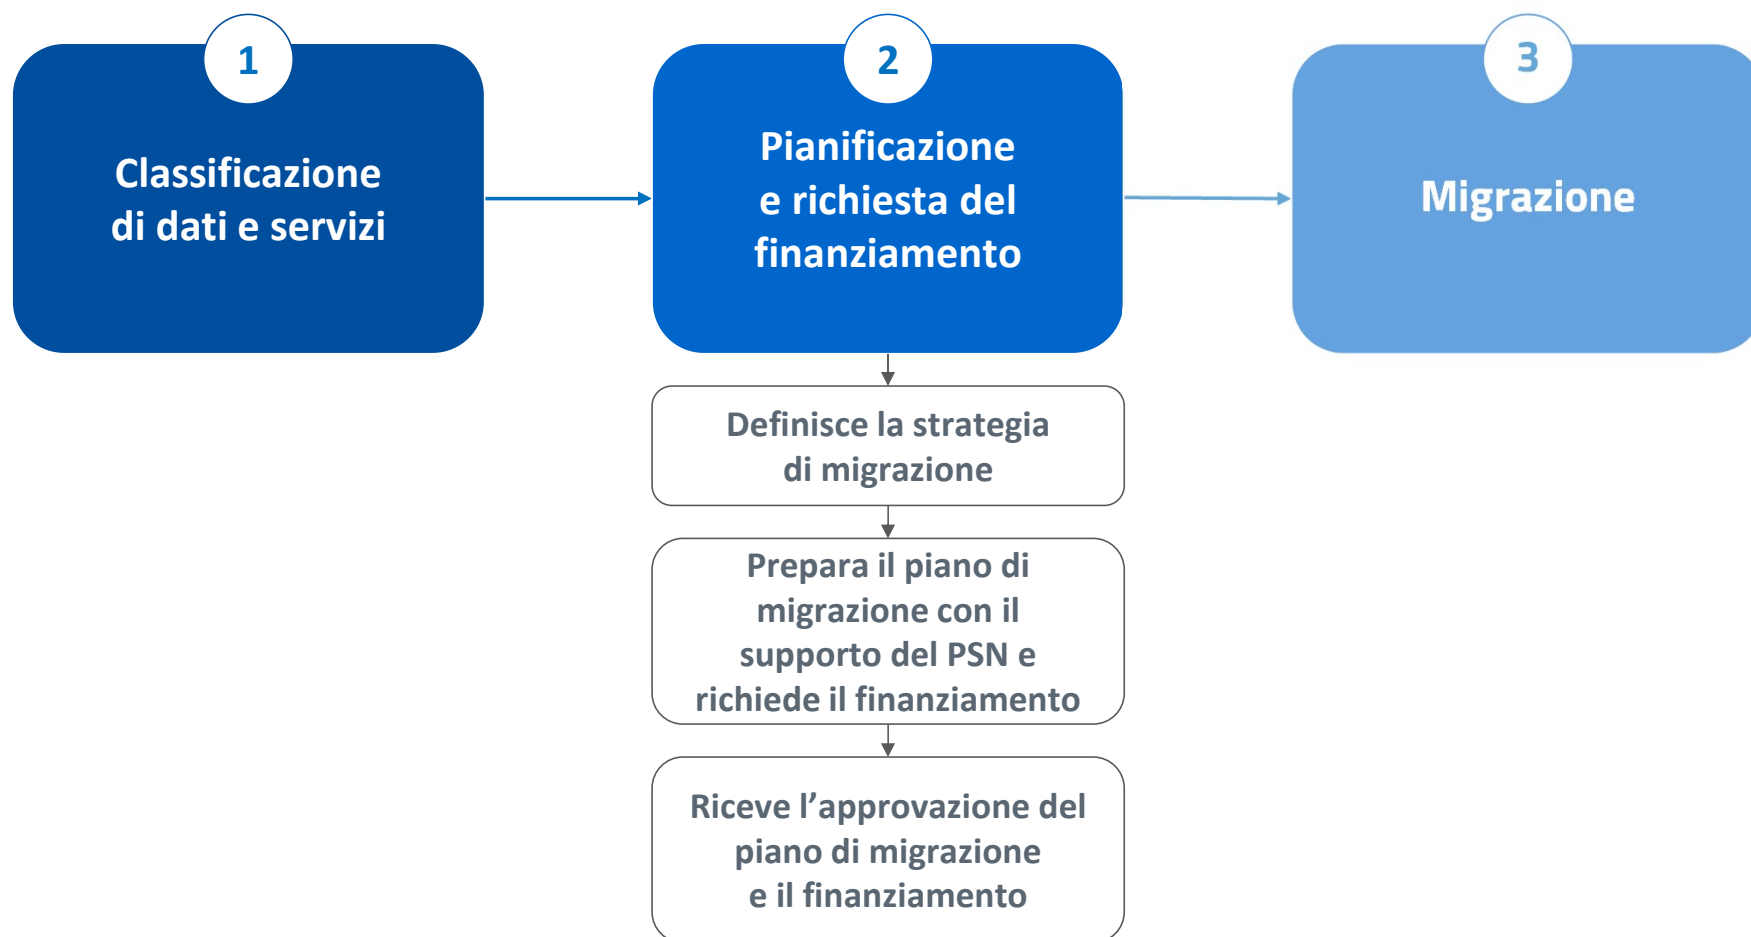 1
Classificazione
di dati e servizi
2
Pianificazione
e richiesta del
finanziamento
3
Migrazione
Definisce la strategia
di migrazione
Prepara il piano di
migrazione con il
supporto del PSN e
richiede il finanziamento
Riceve l’approvazione del
piano di migrazione
e il finanziamento